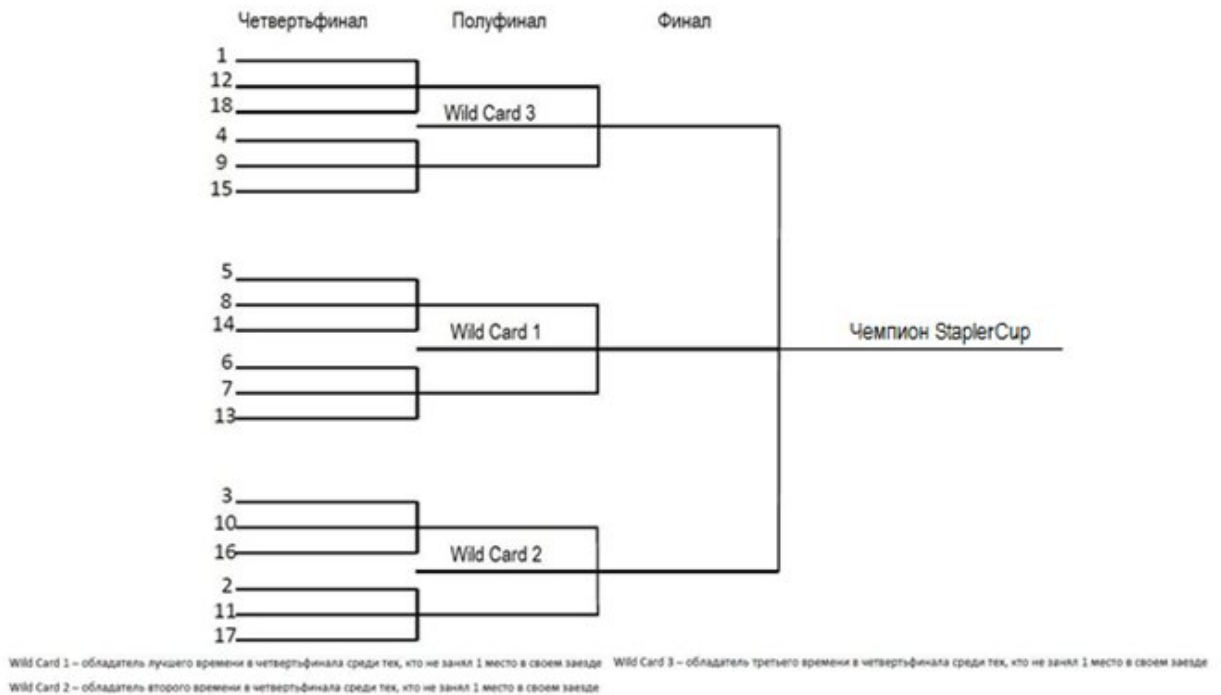 Четвертьфинал Полуфинал Финал
1
12
18
Wild Card 3
4
9
15
5
8
14
Wild Card 1
Чемпион StaplerCup
6
7
13
3
10
16
Wild Card 2
2
11
17
Wild Card 1 – обладатель лучшего времени в четвертьфинала среди тех, кто не занял 1 место в своем заезде Wild Card 3 – обладатель третьего времени в четвертьфинала среди тех, кто не занял 1 место в своем заезде
Wild Card 2 – обладатель второго времени в четвертьфинала среди тех, кто не занял 1 место в своем заезде